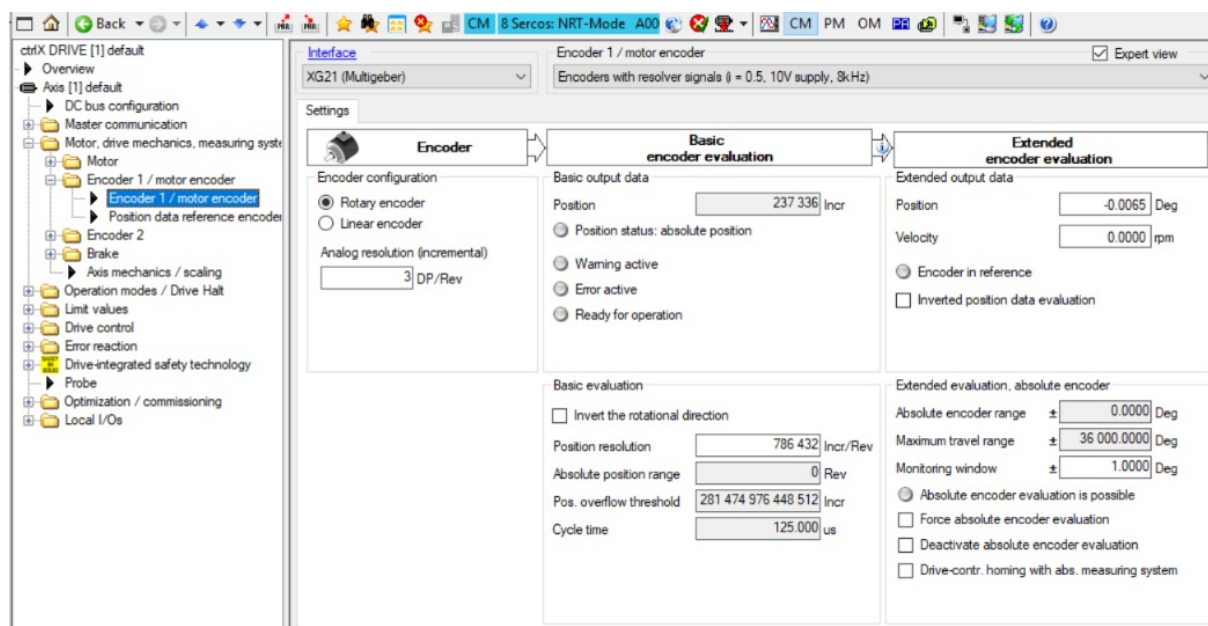 Back CM 8 Sercos: NRT-Mode A00 CM PM OM
ctrlX DRIVE [1] default
Overview
Axis [1] default
DC bus configuration
Master communication
Motor, drive mechanics, measuring syste
Motor
Encoder 1 / motor encoder
Encoder 1 / motor encoder
Position data reference encoder
Encoder 2
Brake
Axis mechanics / scaling
Operation modes / Drive Halt
Limit values
Drive control
Error reaction
Drive-integrated safety technology
Probe
Optimization / commissioning
Local I/Os
Interface
XG21 (Multigeber)
Encoder 1 / motor encoder
Expert view
Encoders with resolver signals (i = 0.5, 10V supply, 8kHz)
Settings
Encoder
Basic
encoder evaluation
Extended
encoder evaluation
Encoder configuration
Rotary encoder
Linear encoder
Analog resolution (incremental)
3 DP/Rev
Basic output data
Position 237 336 Incr
Position status: absolute position
Warning active
Error active
Ready for operation
Extended output data
Position -0.0065 Deg
Velocity 0.0000 rpm
Encoder in reference
Inverted position data evaluation
Basic evaluation
Invert the rotational direction
Position resolution 786 432 Incr/Rev
Absolute position range 0 Rev
Pos. overflow threshold 281 474 976 448 512 Incr
Cycle time 125.000 us
Extended evaluation, absolute encoder
Absolute encoder range ± 0.0000 Deg
Maximum travel range ± 36 000.0000 Deg
Monitoring window ± 1.0000 Deg
Absolute encoder evaluation is possible
Force absolute encoder evaluation
Deactivate absolute encoder evaluation
Drive-contr. homing with abs. measuring system